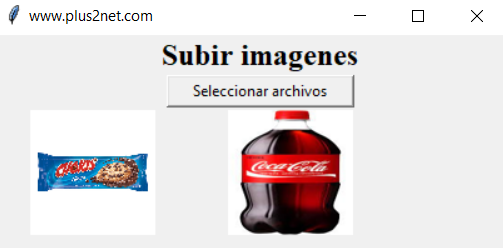 www.plus2net.com
Subir imagenes
Seleccionar archivos
Coca-Cola